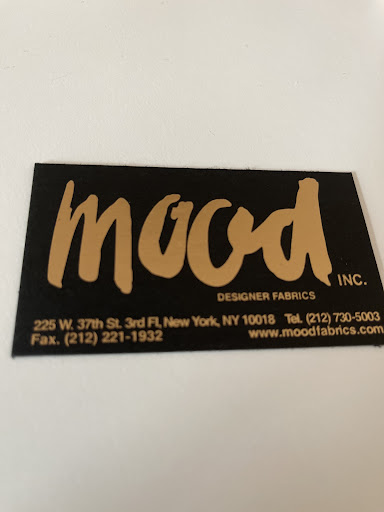 mood
INC.
DESIGNER FABRICS
225 W. 37th St. 3rd Fl, New York, NY 10018 Tel. (212) 730-5003
Fax. (212) 221-1932 www.moodfabrics.com